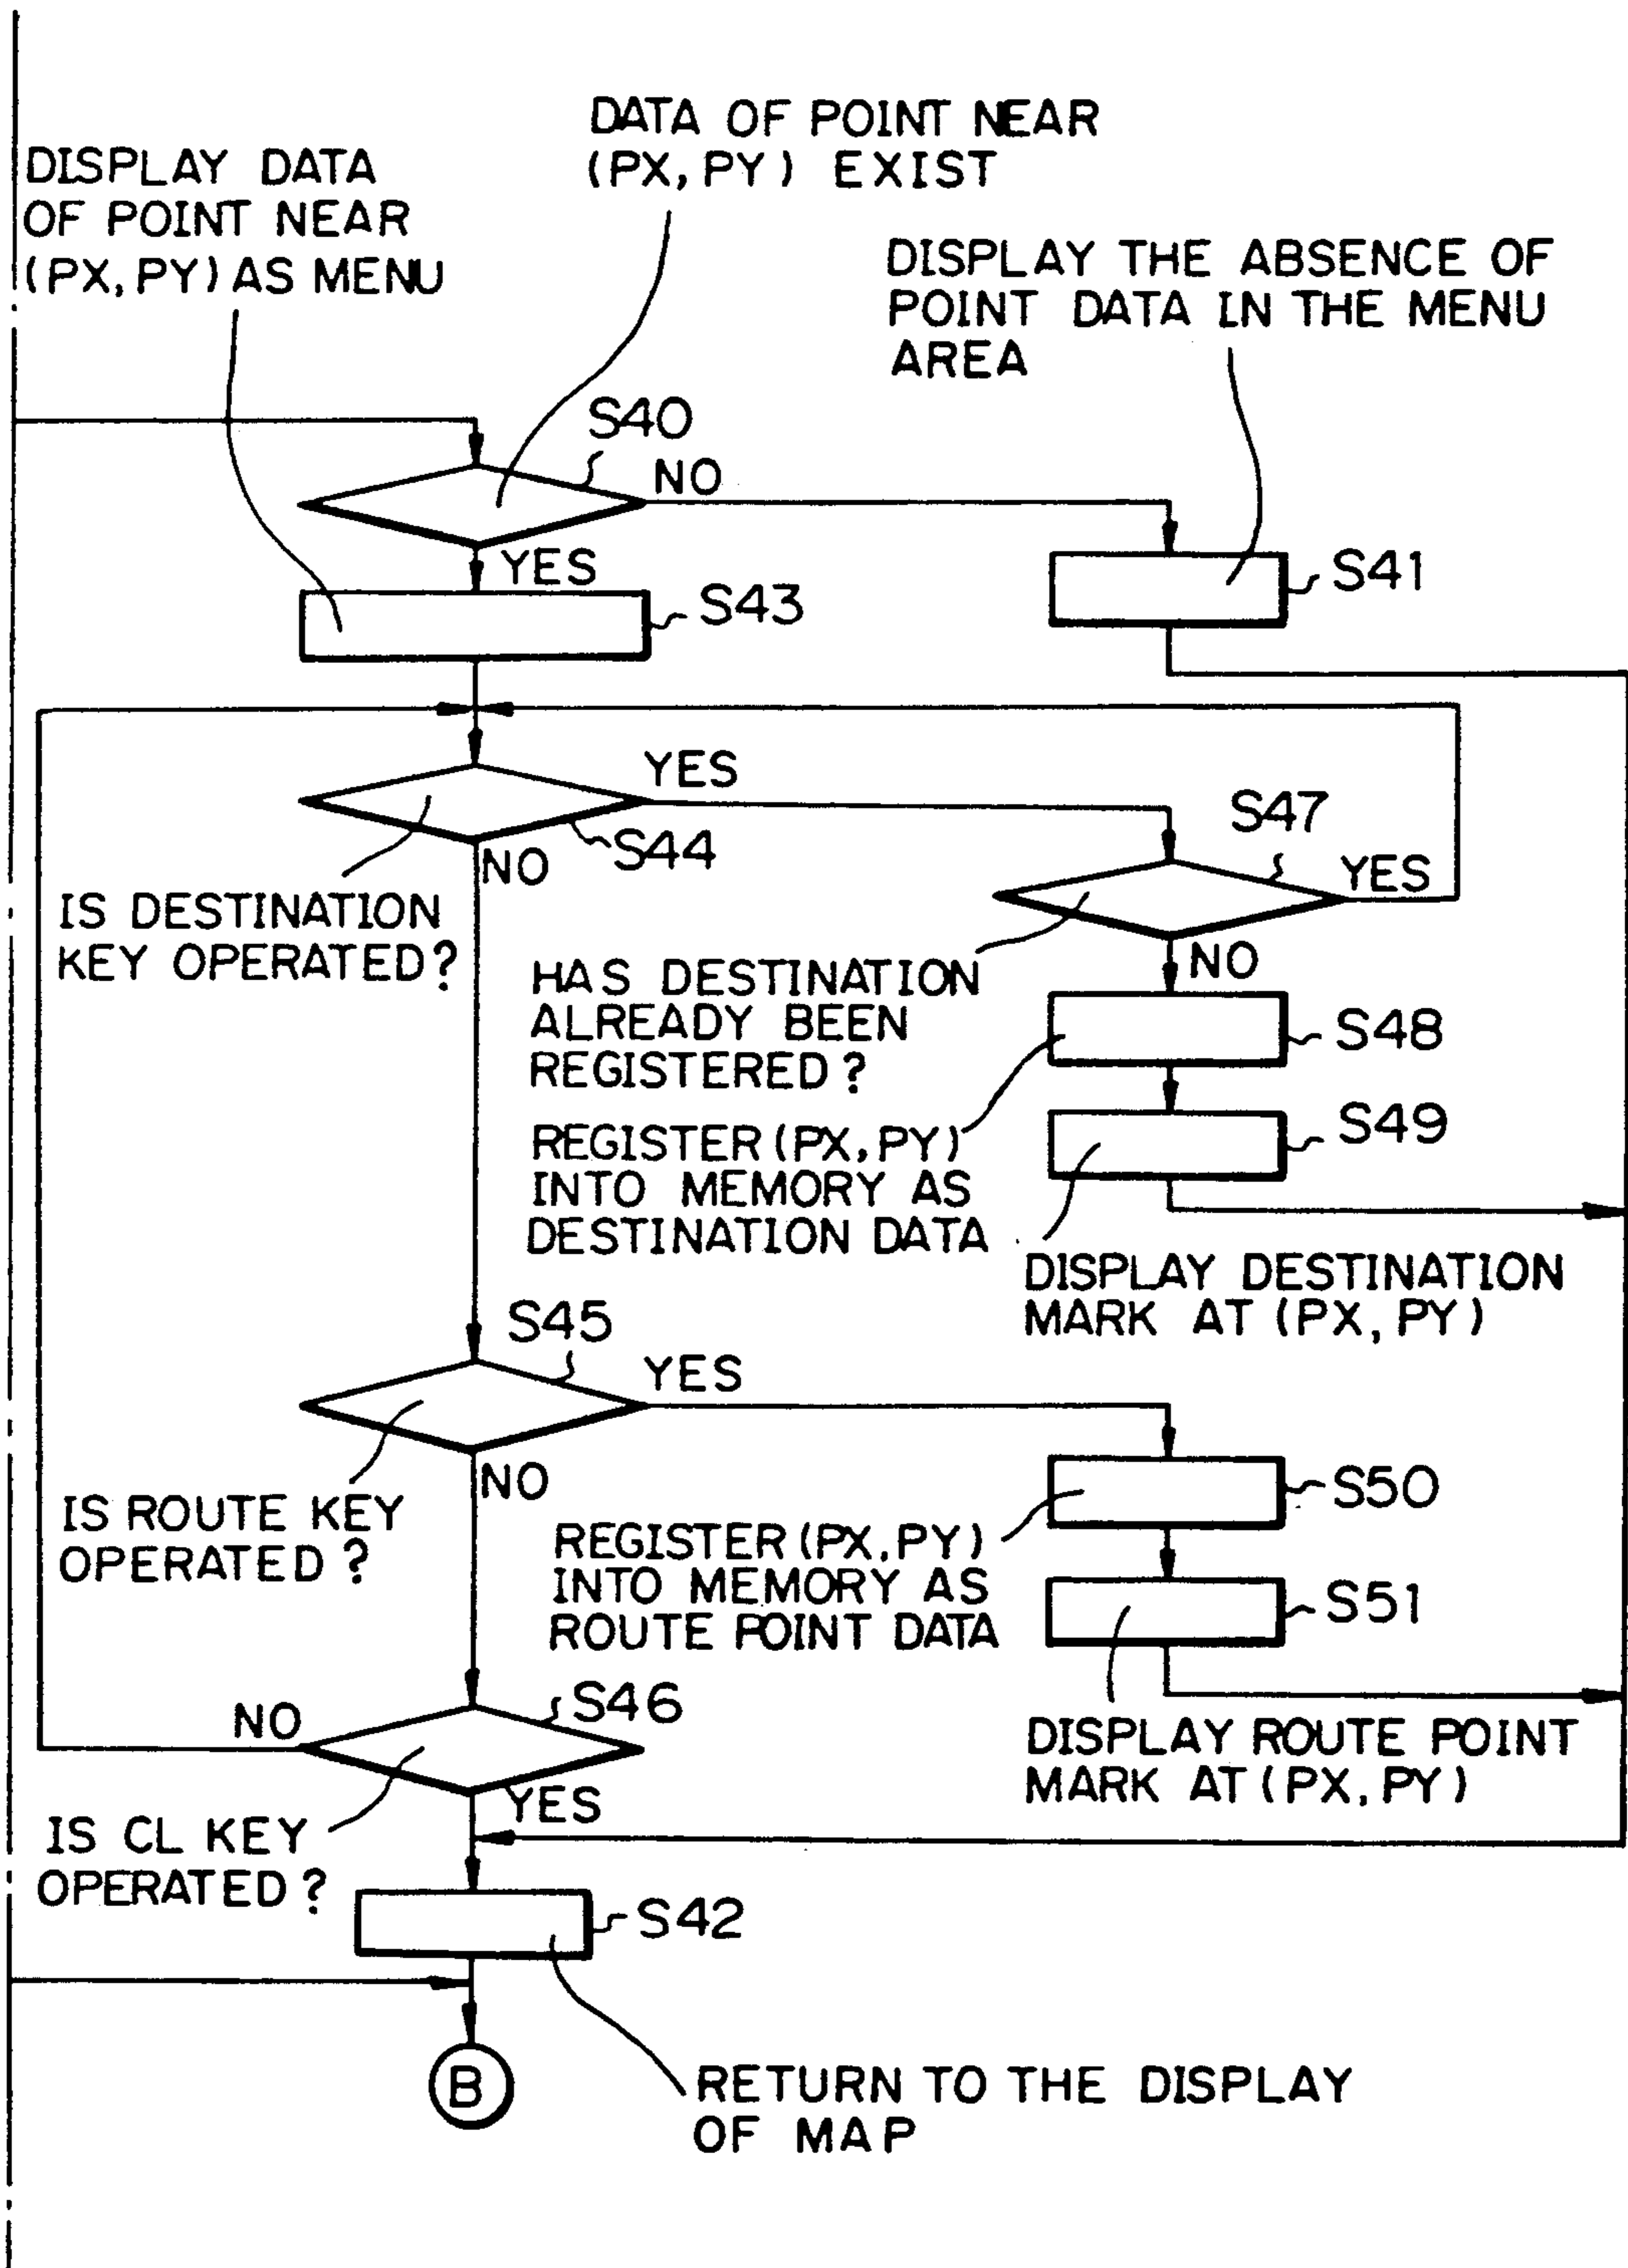 DATA OF POINT NEAR
(PX, PY) EXIST
DISPLAY DATA
OF POINT NEAR
(PX, PY) AS MENU
DISPLAY THE ABSENCE OF
POINT DATA IN THE MENU
AREA
S40
NO
YES
S41
S43
YES
S44
NO
S47
YES
IS DESTINATION
KEY OPERATED?
NO
HAS DESTINATION
ALREADY BEEN
REGISTERED?
S48
S49
REGISTER (PX, PY)
INTO MEMORY AS
DESTINATION DATA
DISPLAY DESTINATION
MARK AT (PX, PY)
S45
YES
NO
IS ROUTE KEY
OPERATED?
S50
REGISTER (PX, PY)
INTO MEMORY AS
ROUTE POINT DATA
S51
S46
NO
YES
DISPLAY ROUTE POINT
MARK AT (PX, PY)
IS CL KEY
OPERATED?
S42
B
RETURN TO THE DISPLAY
OF MAP